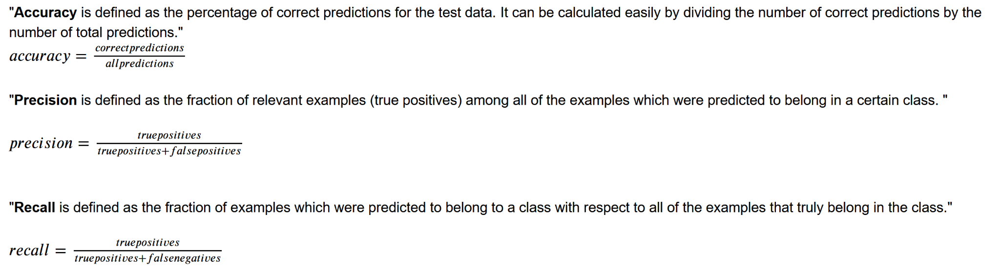 "Accuracy is defined as the percentage of correct predictions for the test data. It can be calculated easily by dividing the number of correct predictions by the
number of total predictions."
accuracy = correctpredictions / allpredictions
"Precision is defined as the fraction of relevant examples (true positives) among all of the examples which were predicted to belong in a certain class. "
precision = truepositives / truepositives+falsepositives
"Recall is defined as the fraction of examples which were predicted to belong to a class with respect to all of the examples that truly belong in the class."
recall = truepositives / truepositives+falsenegatives